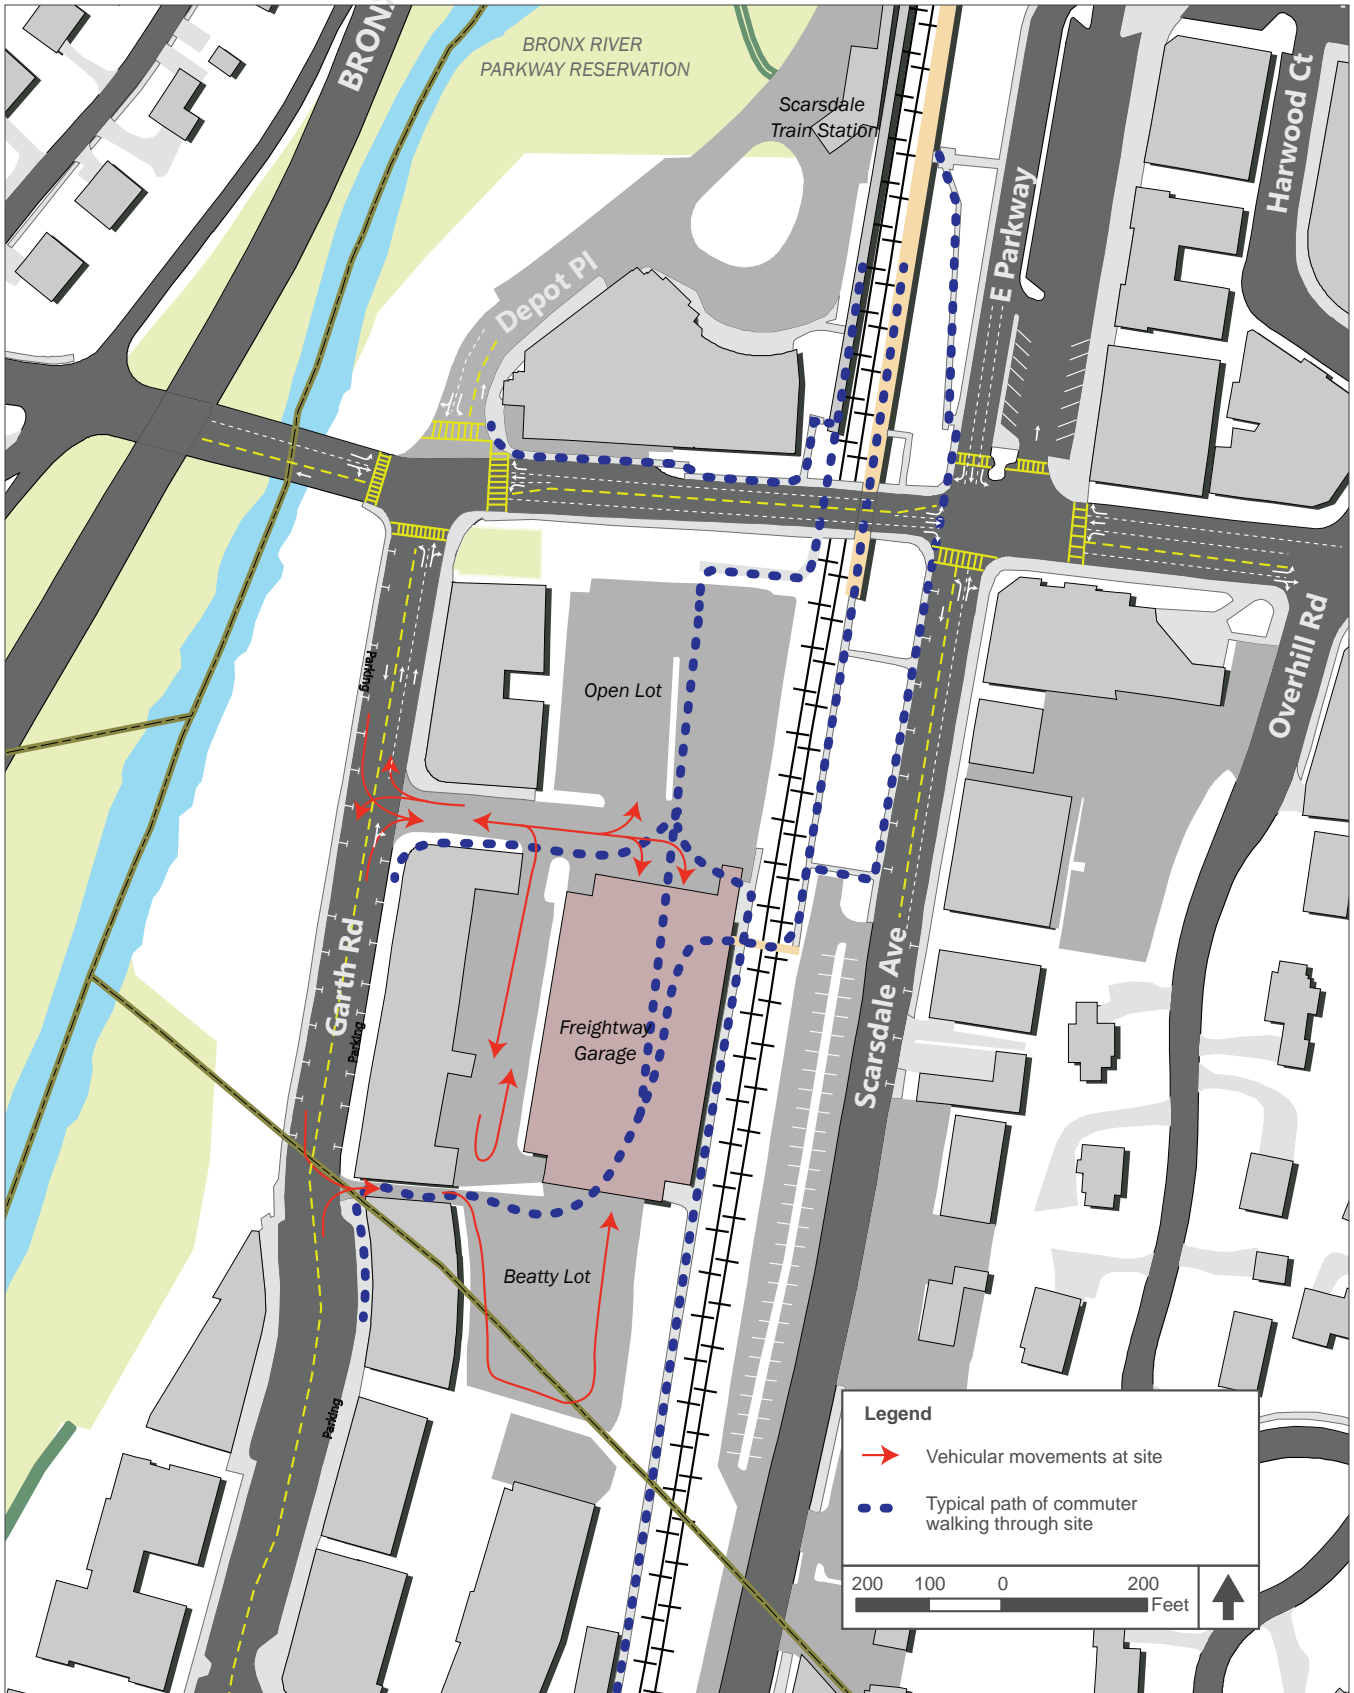 BRONX
BRONX RIVER
PARKWAY RESERVATION
Scarsdale
Train Station
Harwood Ct
E Parkway
Depot Pl
Parking
Open Lot
Overhill Rd
Garth Rd
Parking
Freightway
Garage
Scarsdale Ave
Beatty Lot
Parking
Legend
Vehicular movements at site
Typical path of commuter
walking through site
200 100 0 200
Feet